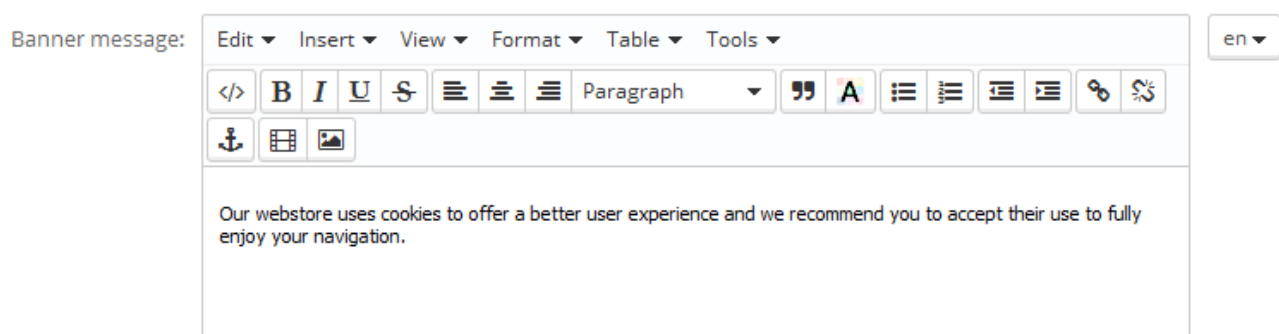 Banner message:
Edit Insert View Format Table Tools
en
</> B I U S Paragraph A
Our webstore uses cookies to offer a better user experience and we recommend you to accept their use to fully
enjoy your navigation.